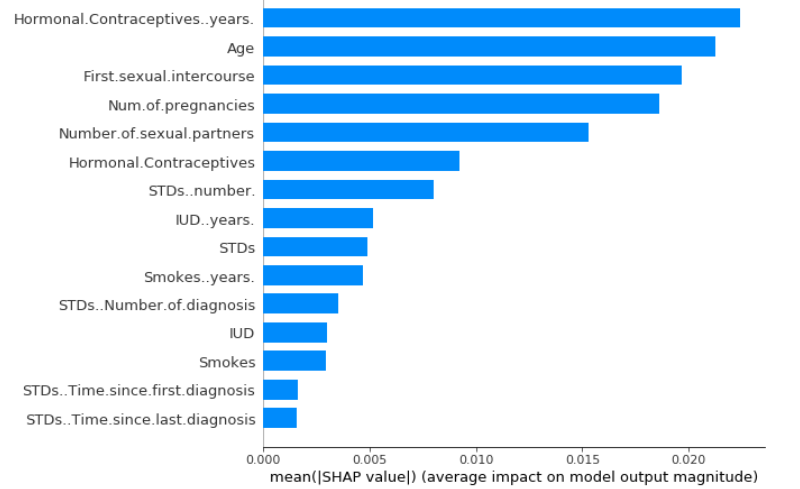 Hormonal.Contraceptives..years.
Age
First.sexual.intercourse
Num.of.pregnancies
Number.of.sexual.partners
Hormonal.Contraceptives
STDs..number.
IUD..years.
STDs
Smokes..years.
STDs..Number.of.diagnosis
IUD
Smokes
STDs..Time.since.first.diagnosis
STDs..Time.since.last.diagnosis
0.000 0.005 0.010 0.015 0.020
mean(|SHAP value|) (average impact on model output magnitude)